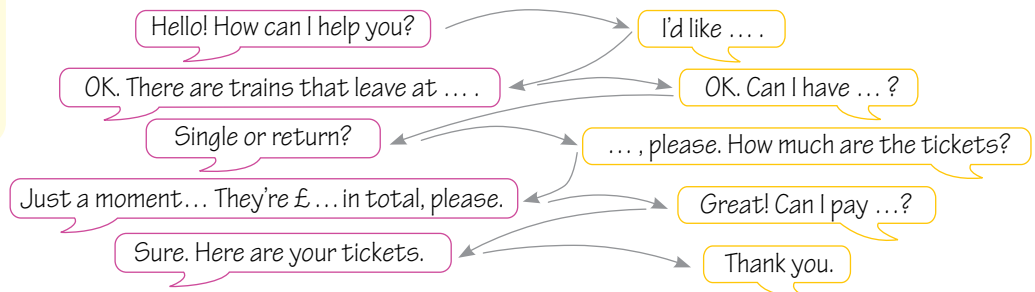 Hello! How can I help you?
I'd like ... .
OK. There are trains that leave at ... .
OK. Can I have ... ?
Single or return?
... , please. How much are the tickets?
Just a moment... They're £ ... in total, please.
Great! Can I pay ...?
Sure. Here are your tickets.
Thank you.